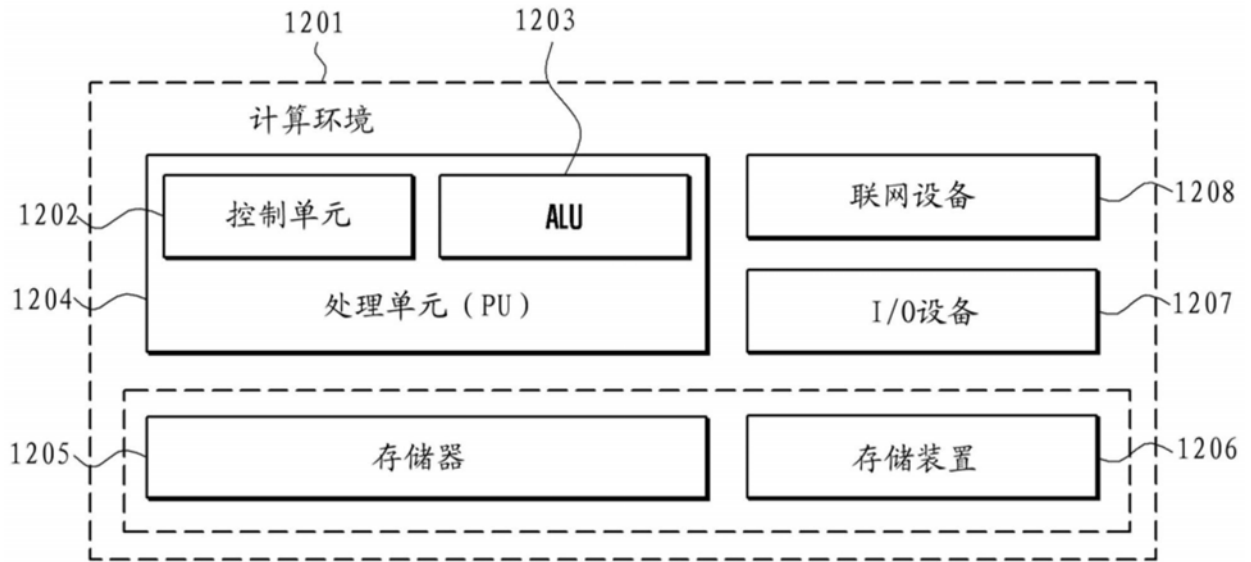 1201
1203
计算环境
1202
控制单元
ALU
联网设备
1208
1204
处理单元（PU）
I/O设备
1207
1205
存储器
存储装置
1206